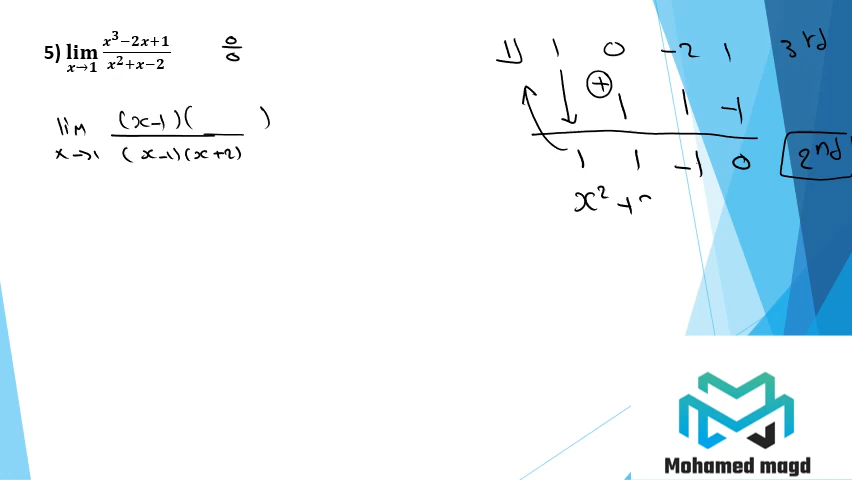 5) lim x→1 (x³−2x+1)/(x²+x−2) 0/0
lim x→1 (x-1)( )/(x-1)(x+2)
1) 1 0 -2 1 3rd
+ 1 1 -1
1 1 -1 0 2nd
x² +
Mohamed magd